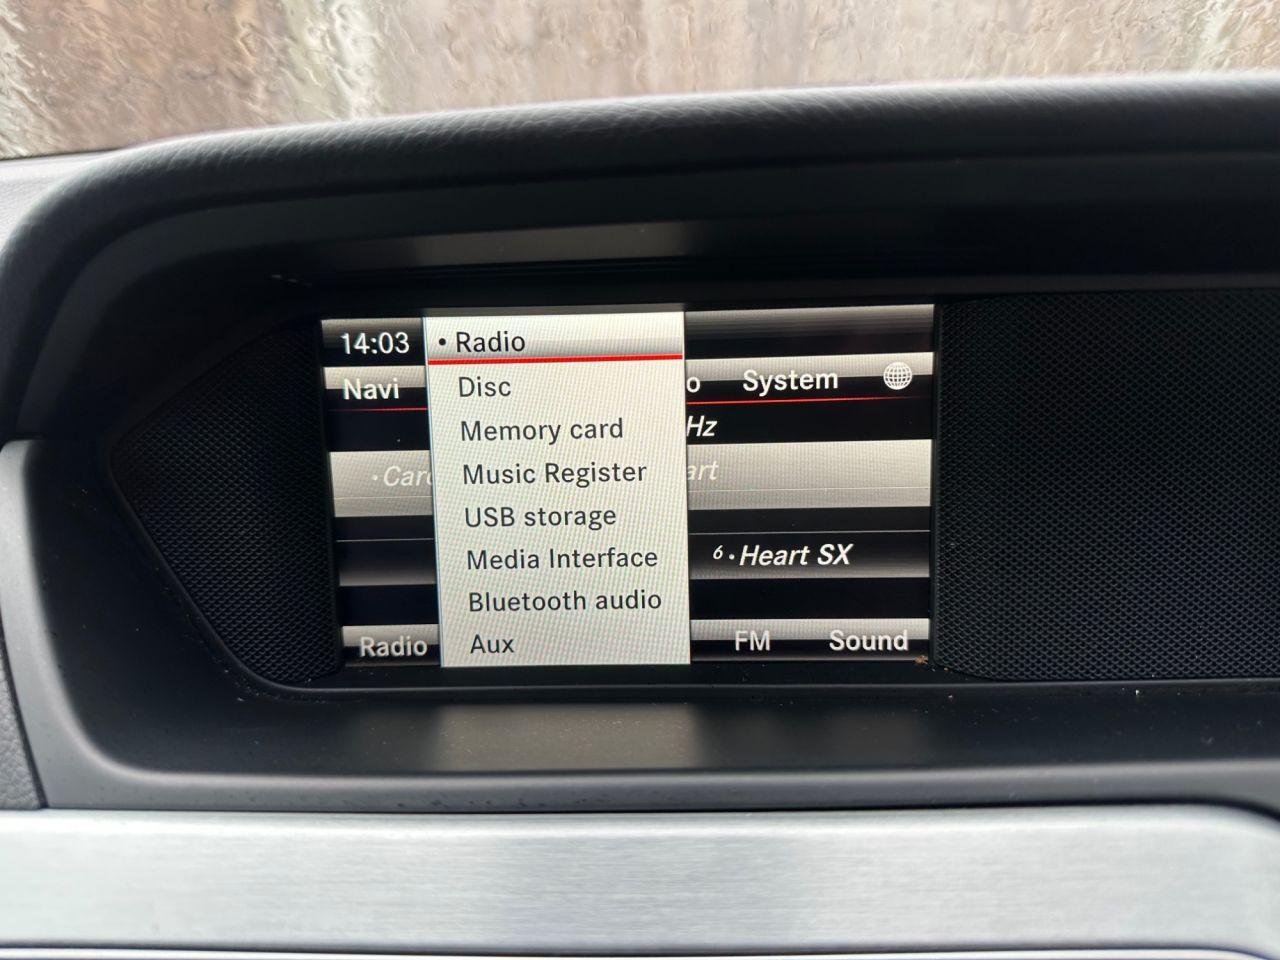 14:03
Navi
• Radio
Disc
Memory card
Music Register
USB storage
Media Interface
Bluetooth audio
Aux
o System
Hz
6 • Heart SX
Radio FM Sound